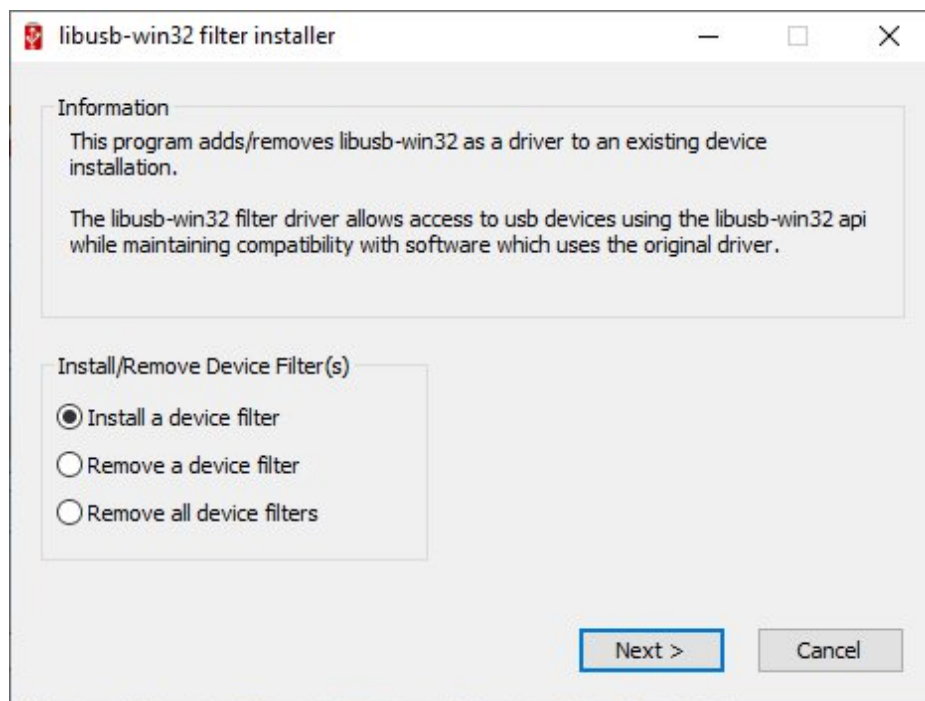 libusb-win32 filter installer
Information
This program adds/removes libusb-win32 as a driver to an existing device
installation.
The libusb-win32 filter driver allows access to usb devices using the libusb-win32 api
while maintaining compatibility with software which uses the original driver.
Install/Remove Device Filter(s)
Install a device filter
Remove a device filter
Remove all device filters
Next >
Cancel